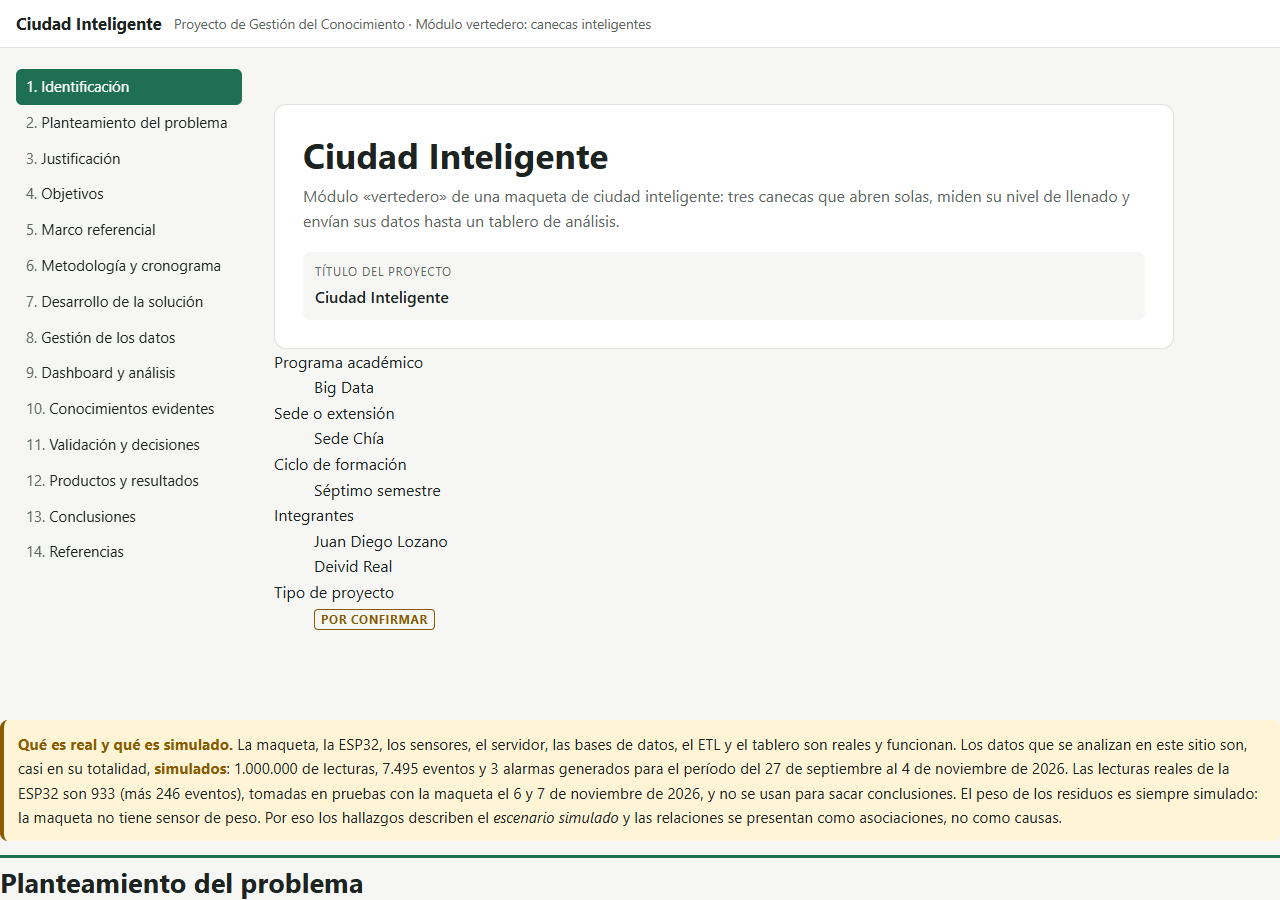 Ciudad Inteligente Proyecto de Gestión del Conocimiento · Módulo vertedero: canecas inteligentes
1. Identificación
2. Planteamiento del problema
3. Justificación
4. Objetivos
5. Marco referencial
6. Metodología y cronograma
7. Desarrollo de la solución
8. Gestión de los datos
9. Dashboard y análisis
10. Conocimientos evidentes
11. Validación y decisiones
12. Productos y resultados
13. Conclusiones
14. Referencias
Ciudad Inteligente
Módulo «vertedero» de una maqueta de ciudad inteligente: tres canecas que abren solas, miden su nivel de llenado y
envían sus datos hasta un tablero de análisis.
TÍTULO DEL PROYECTO
Ciudad Inteligente
Programa académico
Big Data
Sede o extensión
Sede Chía
Ciclo de formación
Séptimo semestre
Integrantes
Juan Diego Lozano
Deivid Real
Tipo de proyecto
POR CONFIRMAR
Qué es real y qué es simulado. La maqueta, la ESP32, los sensores, el servidor, las bases de datos, el ETL y el tablero son reales y funcionan. Los datos que se analizan en este sitio son,
casi en su totalidad, simulados: 1.000.000 de lecturas, 7.495 eventos y 3 alarmas generados para el período del 27 de septiembre al 4 de noviembre de 2026. Las lecturas reales de la
ESP32 son 933 (más 246 eventos), tomadas en pruebas con la maqueta el 6 y 7 de noviembre de 2026, y no se usan para sacar conclusiones. El peso de los residuos es siempre simulado:
la maqueta no tiene sensor de peso. Por eso los hallazgos describen el escenario simulado y las relaciones se presentan como asociaciones, no como causas.
Planteamiento del problema